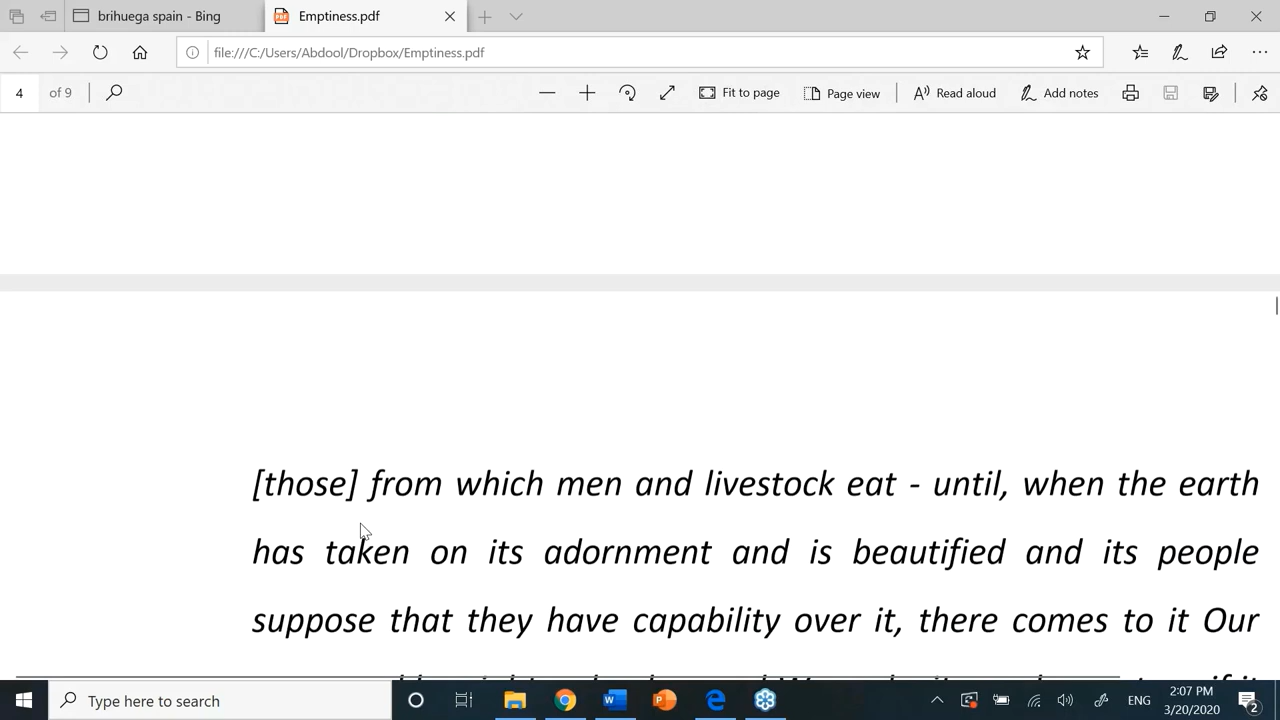 brihuega spain - Bing
Emptiness.pdf
file:///C:/Users/Abdool/Dropbox/Emptiness.pdf
4 of 9
Fit to page
Page view
Read aloud
Add notes
[those] from which men and livestock eat - until, when the earth
has taken on its adornment and is beautified and its people
suppose that they have capability over it, there comes to it Our
Type here to search
ENG
2:07 PM
3/20/2020
2